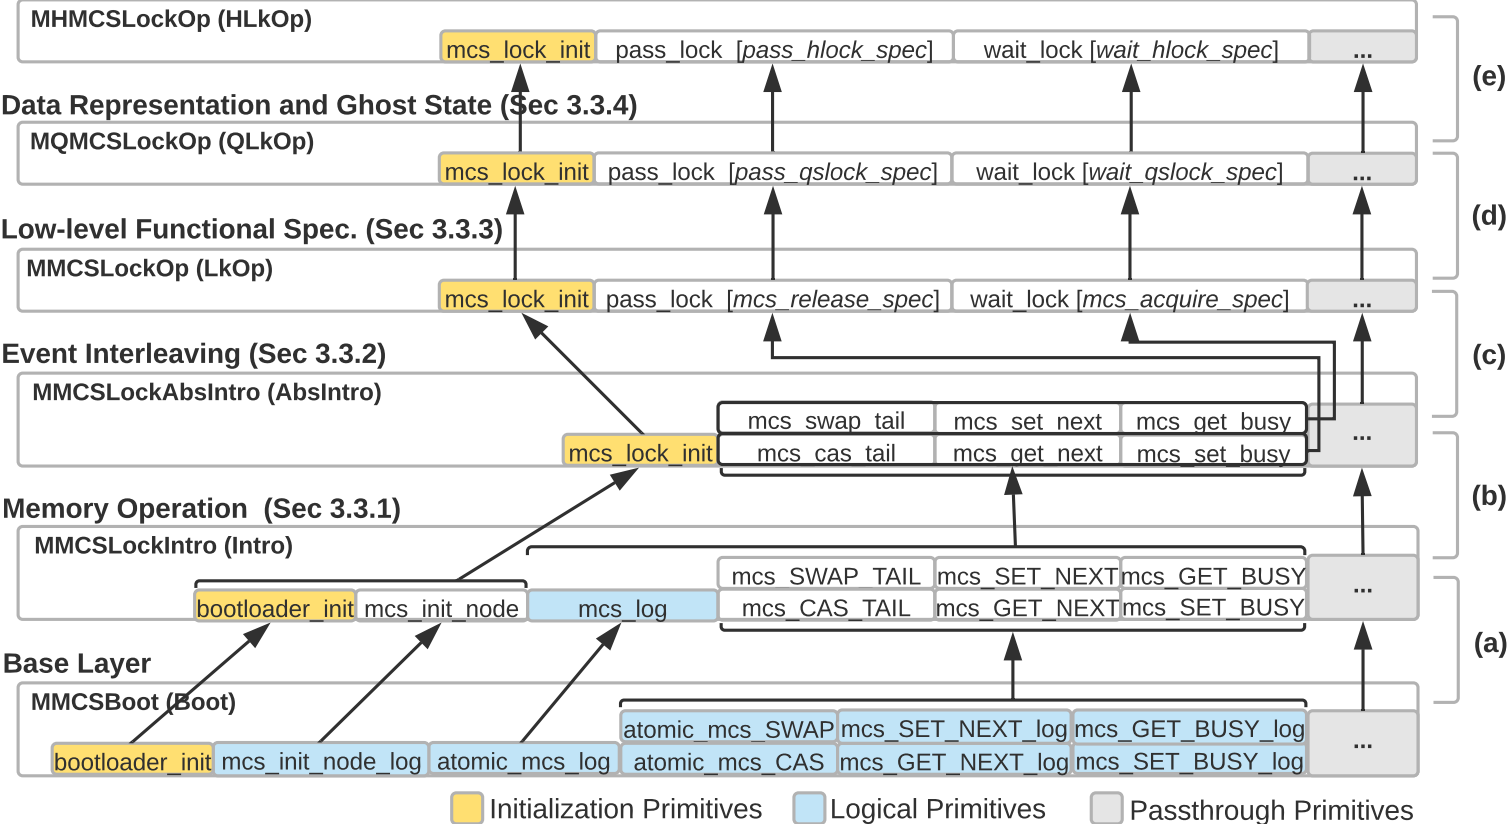 MHMCSLockOp (HLkOp)
mcs_lock_init pass_lock [pass_hlock_spec] wait_lock [wait_hlock_spec] ...
(e)
Data Representation and Ghost State (Sec 3.3.4)
MQMCSLockOp (QLkOp)
mcs_lock_init pass_lock [pass_qslock_spec] wait_lock [wait_qslock_spec] ...
(d)
Low-level Functional Spec. (Sec 3.3.3)
MMCSLockOp (LkOp)
mcs_lock_init pass_lock [mcs_release_spec] wait_lock [mcs_acquire_spec] ...
(c)
Event Interleaving (Sec 3.3.2)
MMCSLockAbsIntro (AbsIntro)
mcs_swap_tail mcs_set_next mcs_get_busy
...
mcs_lock_init mcs_cas_tail mcs_get_next mcs_set_busy
(b)
Memory Operation (Sec 3.3.1)
MMCSLockIntro (Intro)
mcs_SWAP_TAIL mcs_SET_NEXT mcs_GET_BUSY
...
bootloader_init mcs_init_node mcs_log mcs_CAS_TAIL mcs_GET_NEXT mcs_SET_BUSY
(a)
Base Layer
MMCSBoot (Boot)
atomic_mcs_SWAP mcs_SET_NEXT_log mcs_GET_BUSY_log
...
bootloader_init mcs_init_node_log atomic_mcs_log atomic_mcs_CAS mcs_GET_NEXT_log mcs_SET_BUSY_log
Initialization Primitives Logical Primitives Passthrough Primitives